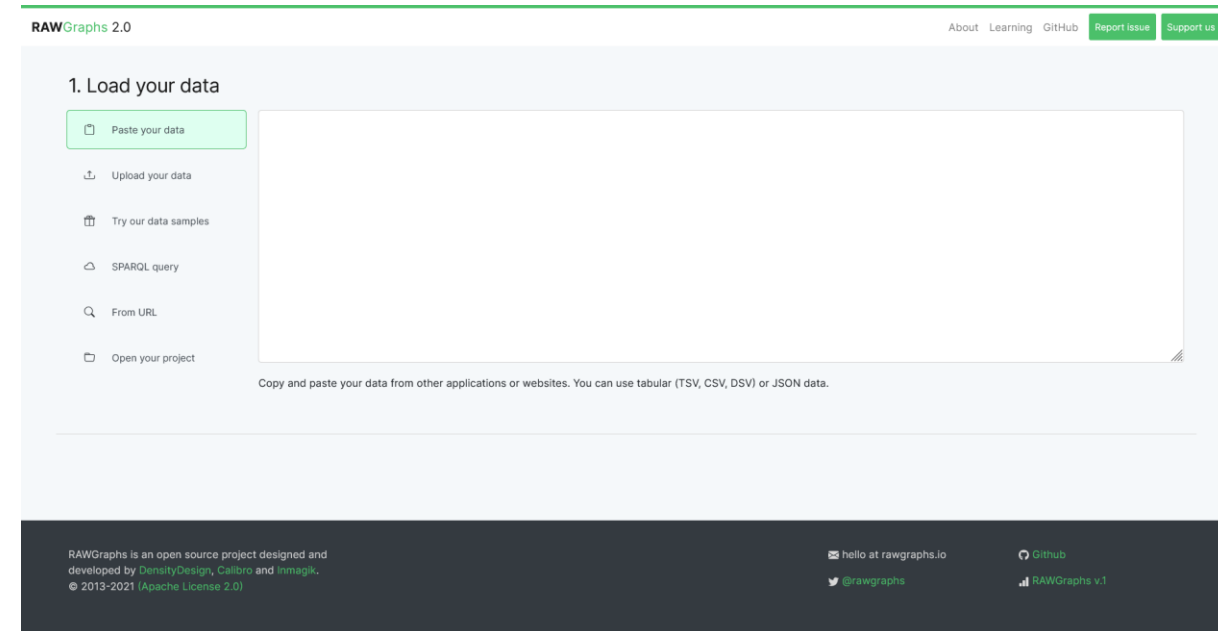 RAWGraphs 2.0
About Learning GitHub Report issue Support us
1. Load your data
Paste your data
Upload your data
Try our data samples
SPARQL query
From URL
Open your project
Copy and paste your data from other applications or websites. You can use tabular (TSV, CSV, DSV) or JSON data.
RAWGraphs is an open source project designed and
developed by DensityDesign, Calibro and Inmagik.
© 2013-2021 (Apache License 2.0)
hello at rawgraphs.io
@rawgraphs
Github
RAWGraphs v.1